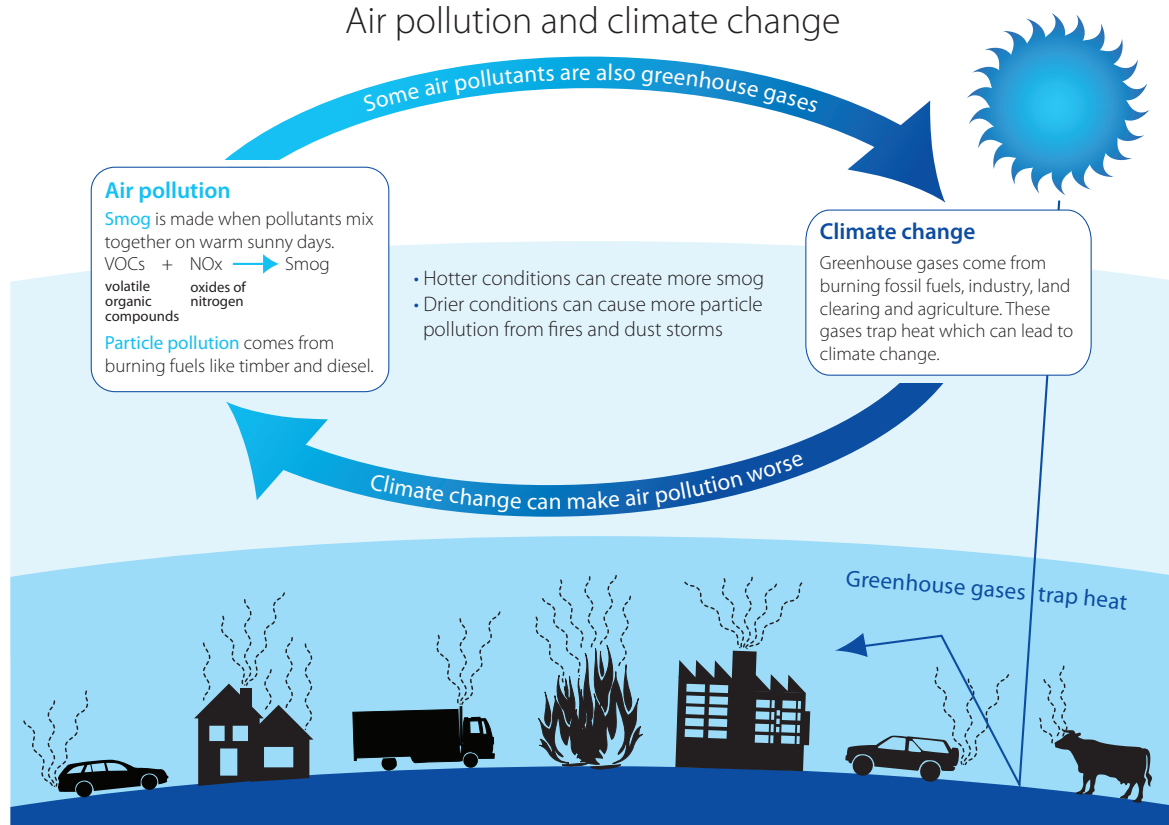 Air pollution and climate change
Some air pollutants are also greenhouse gases
Air pollution
Smog is made when pollutants mix
together on warm sunny days.
VOCs + NOx Smog
volatile
organic
compounds
oxides of
nitrogen
Particle pollution comes from
burning fuels like timber and diesel.
• Hotter conditions can create more smog
• Drier conditions can cause more particle
pollution from fires and dust storms
Climate change
Greenhouse gases come from
burning fossil fuels, industry, land
clearing and agriculture. These
gases trap heat which can lead to
climate change.
Climate change can make air pollution worse
Greenhouse gases trap heat